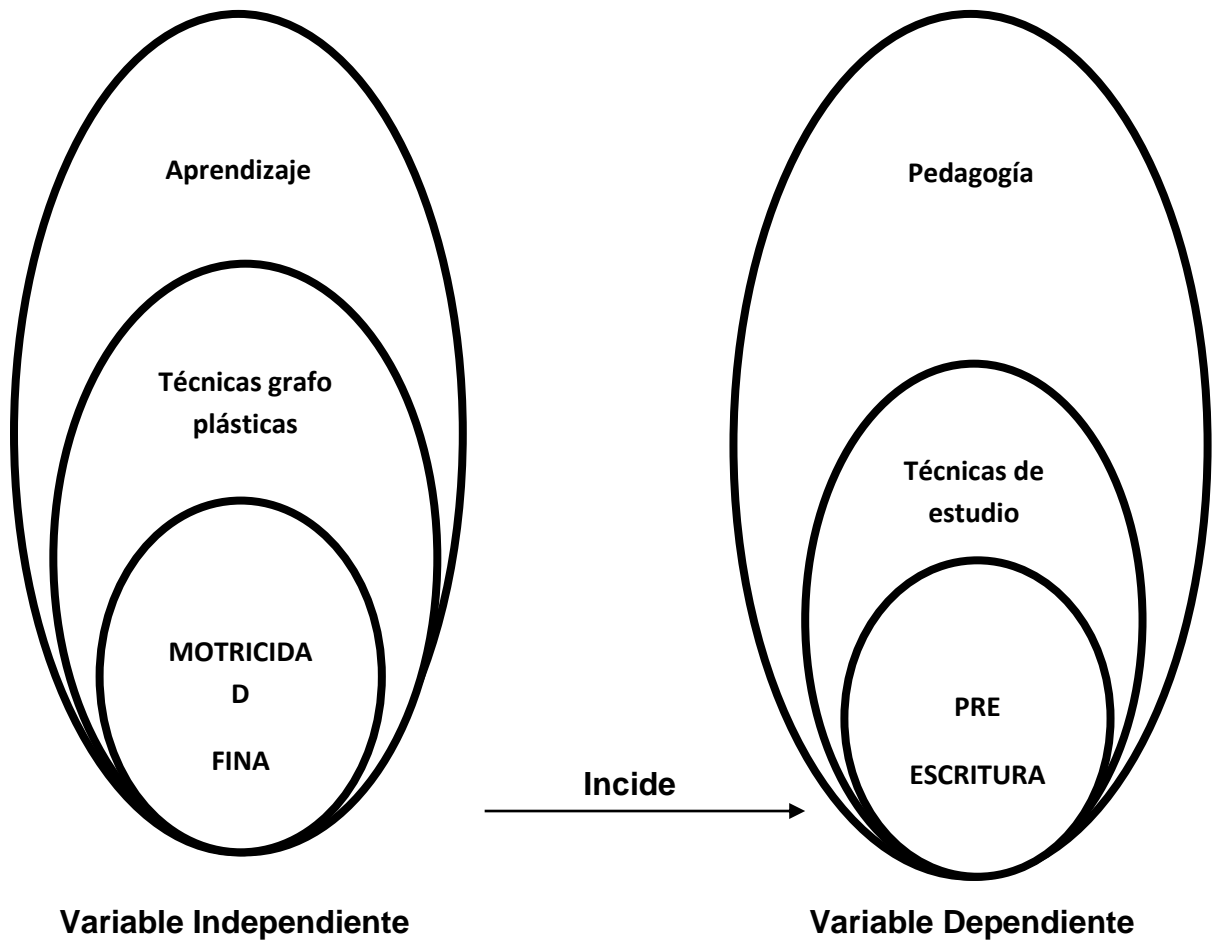 Aprendizaje
Técnicas grafo
plásticas
MOTRICIDA
D
FINA
Incide
Pedagogía
Técnicas de
estudio
PRE
ESCRITURA
Variable Independiente
Variable Dependiente